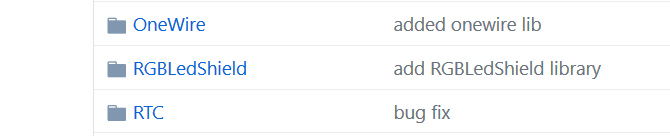 OneWire added onewire lib
RGBLedShield add RGBLedShield library
RTC bug fix